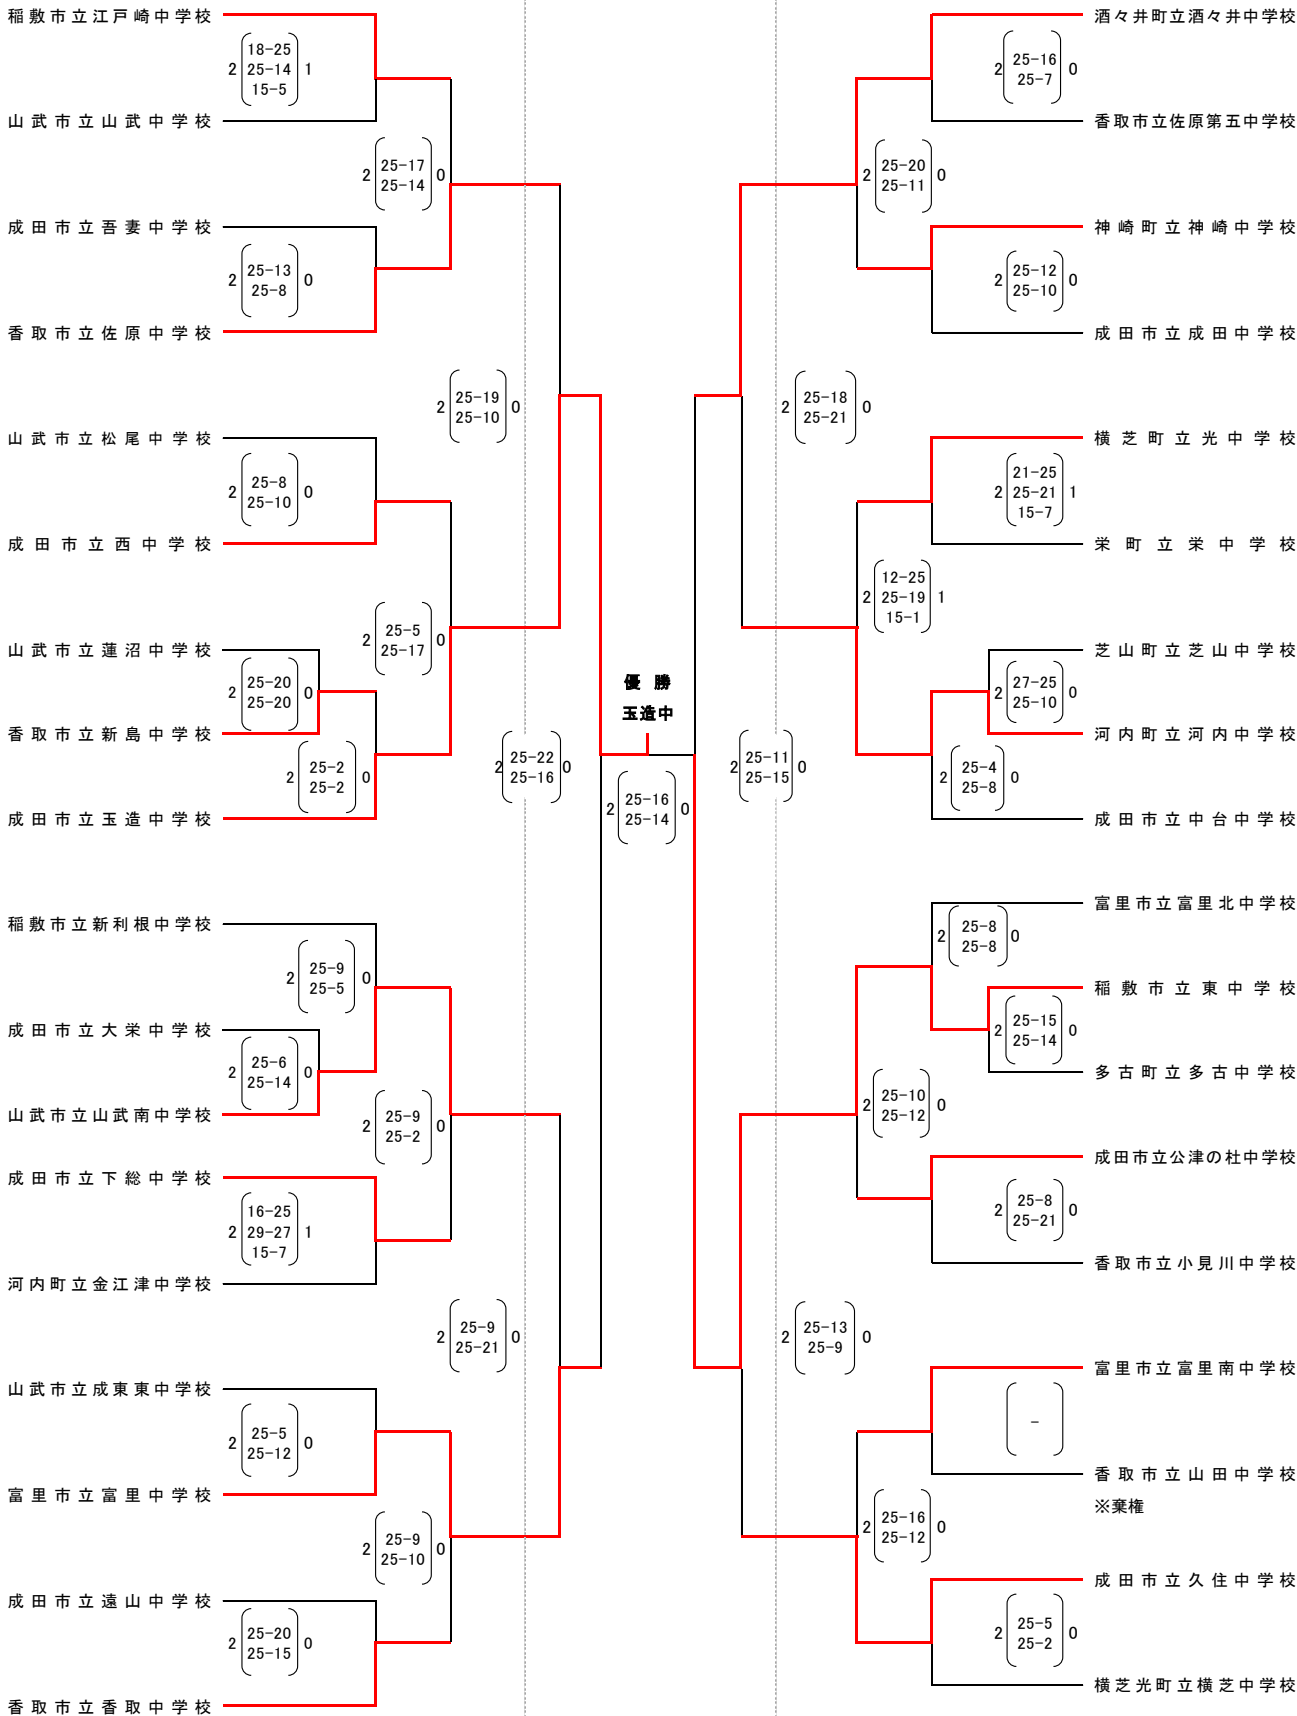 稲敷市立江戸崎中学校
2 18-25 1
25-14
15-5
山武市立山武中学校
2 25-17 0
25-14
成田市立吾妻中学校
2 25-13 0
25-8
香取市立佐原中学校
2 25-19 0
25-10
山武市立松尾中学校
2 25-8 0
25-10
成田市立西中学校
2 25-5 0
25-17
山武市立蓮沼中学校
2 25-20 0
25-20
香取市立新島中学校
2 25-2 0
25-2
成田市立玉造中学校
2 25-22 0
25-16
稲敷市立新利根中学校
2 25-9 0
25-5
成田市立大栄中学校
2 25-6 0
25-14
山武市立山武南中学校
2 25-9 0
25-2
成田市立下総中学校
2 16-25 1
29-27
15-7
河内町立金江津中学校
2 25-9 0
25-21
山武市立成東東中学校
2 25-5 0
25-12
富里市立富里中学校
2 25-9 0
25-10
成田市立遠山中学校
2 25-20 0
25-15
香取市立香取中学校
優勝
玉造中
2 25-16 0
25-14
酒々井町立酒々井中学校
2 25-16 0
25-7
香取市立佐原第五中学校
2 25-20 0
25-11
神崎町立神崎中学校
2 25-12 0
25-10
成田市立成田中学校
2 25-18 0
25-21
横芝町立光中学校
2 21-25 1
25-21
15-7
栄町立栄中学校
2 12-25 1
25-19
15-1
芝山町立芝山中学校
2 27-25 0
25-10
河内町立河内中学校
2 25-4 0
25-8
成田市立中台中学校
2 25-11 0
25-15
富里市立富里北中学校
2 25-8 0
25-8
稲敷市立東中学校
2 25-15 0
25-14
多古町立多古中学校
2 25-10 0
25-12
成田市立公津の杜中学校
2 25-8 0
25-21
香取市立小見川中学校
2 25-13 0
25-9
富里市立富里南中学校
-
香取市立山田中学校
※棄権
2 25-16 0
25-12
成田市立久住中学校
2 25-5 0
25-2
横芝光町立横芝中学校